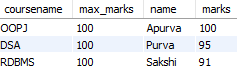 coursename max_marks name marks
OOPJ 100 Apurva 100
DSA 100 Purva 95
RDBMS 100 Sakshi 91